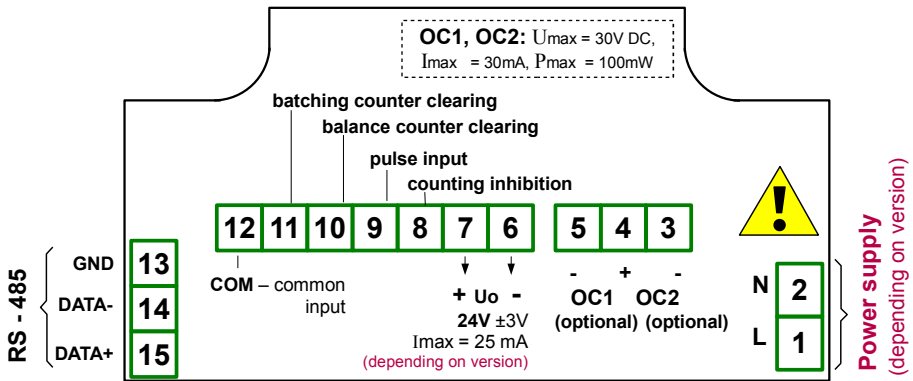 OC1, OC2: Umax = 30V DC,
Imax = 30mA, Pmax = 100mW
batching counter clearing
balance counter clearing
pulse input
counting inhibition
12 11 10 9 8 7 6 5 4 3
COM – common
input
+ Uo -
24V ±3V
Imax = 25 mA
(depending on version)
- + -
OC1 OC2
(optional) (optional)
RS - 485
GND 13
DATA- 14
DATA+ 15
!
N 2
L 1
Power supply
(depending on version)